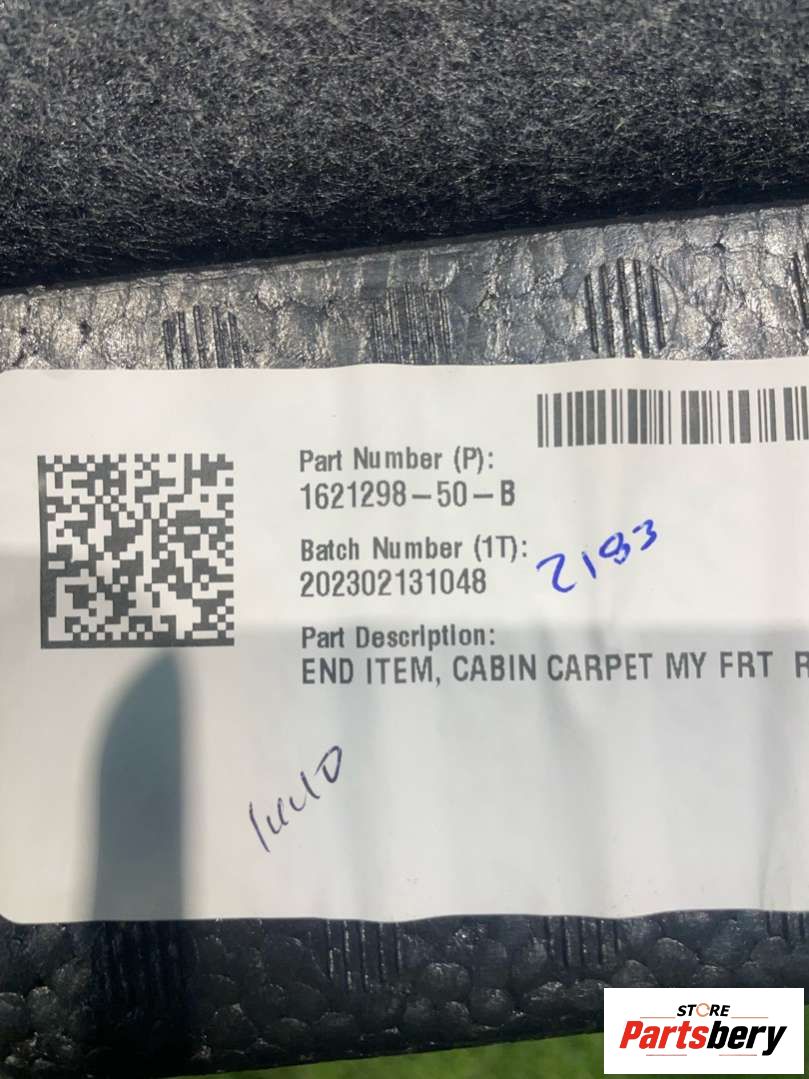 Part Number (P):
1621298-50-B
Batch Number (1T):
202302131048
2193
Part Description:
END ITEM, CABIN CARPET MY FRT R
STORE
Partsbery